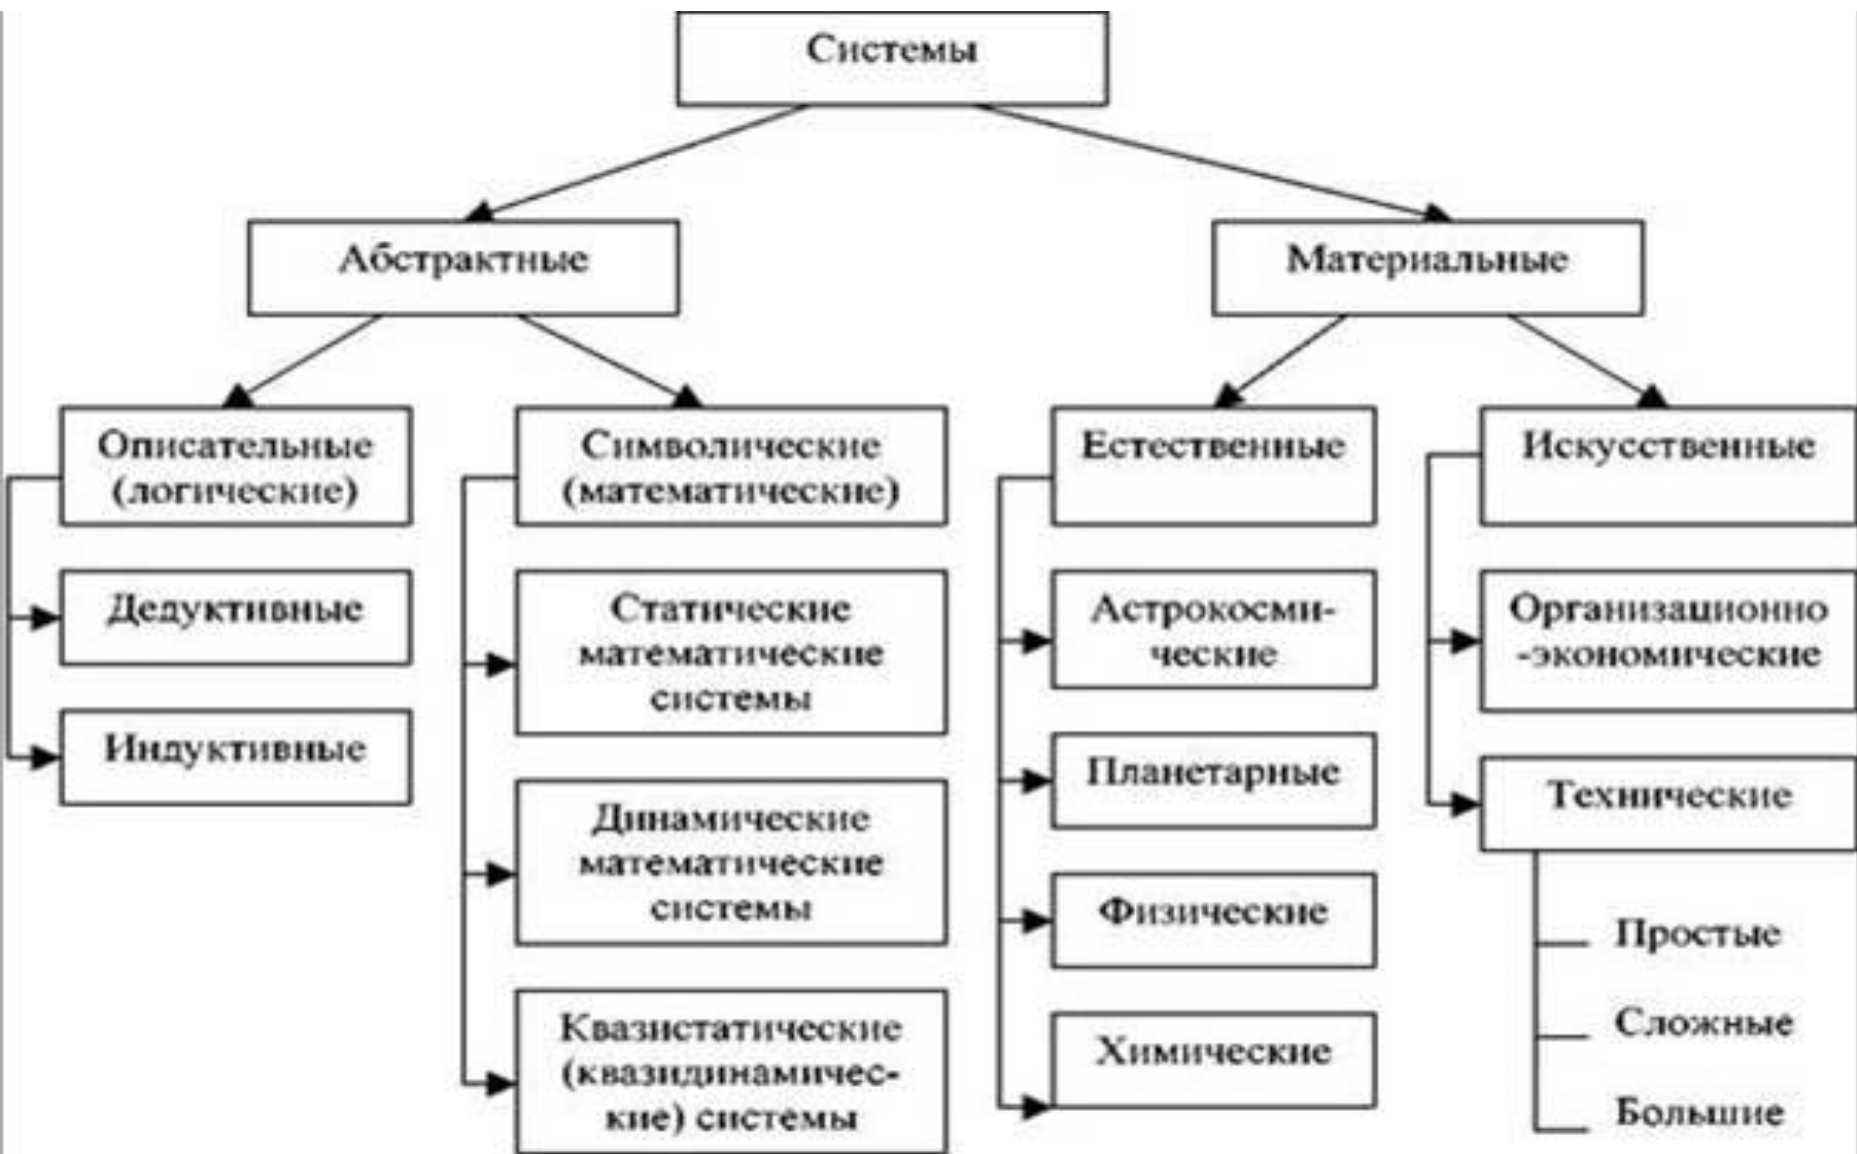 Системы
Абстрактные
Материальные
Описательные
(логические)
Символические
(математические)
Естественные
Искусственные
Дедуктивные
Индуктивные
Статические
математические
системы
Динамические
математические
системы
Квазистатические
(квазидинамичес-
кие) системы
Астрокосми-
ческие
Планетарные
Физические
Химические
Организационно
-экономические
Технические
Простые
Сложные
Большие